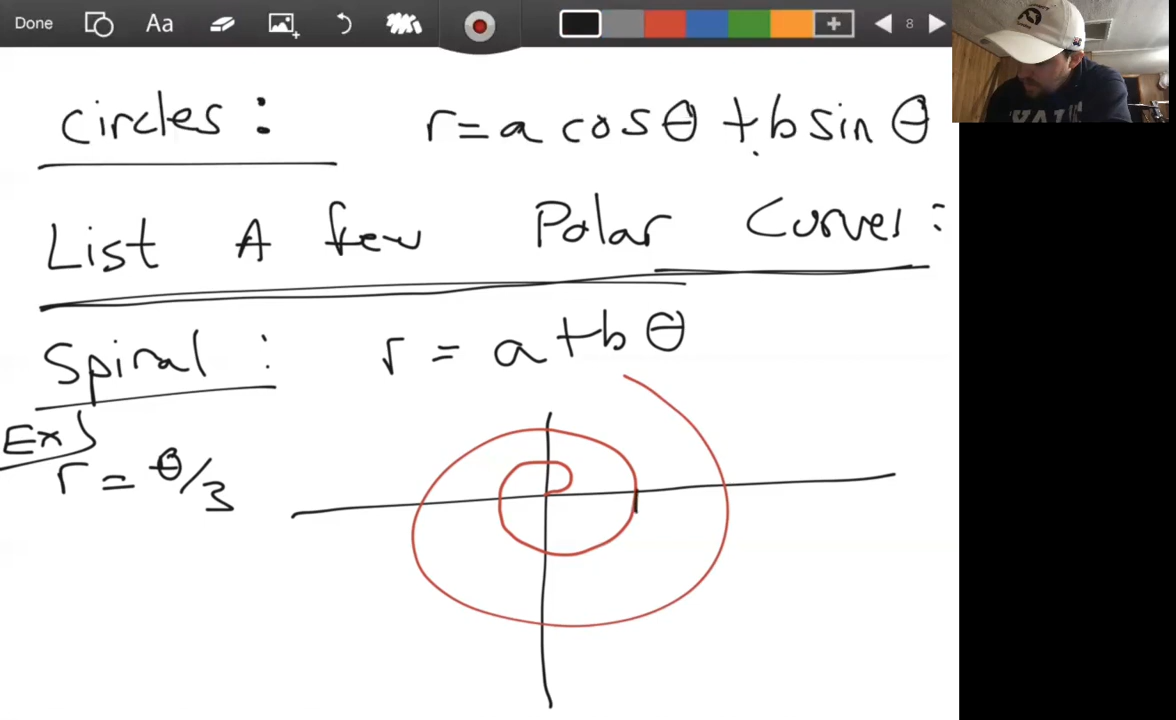 Done Aa 8
Circles: r = a cos θ + b sin θ
List A few Polar Curves:
Spiral: r = a + b θ
Ex)
r = θ/3